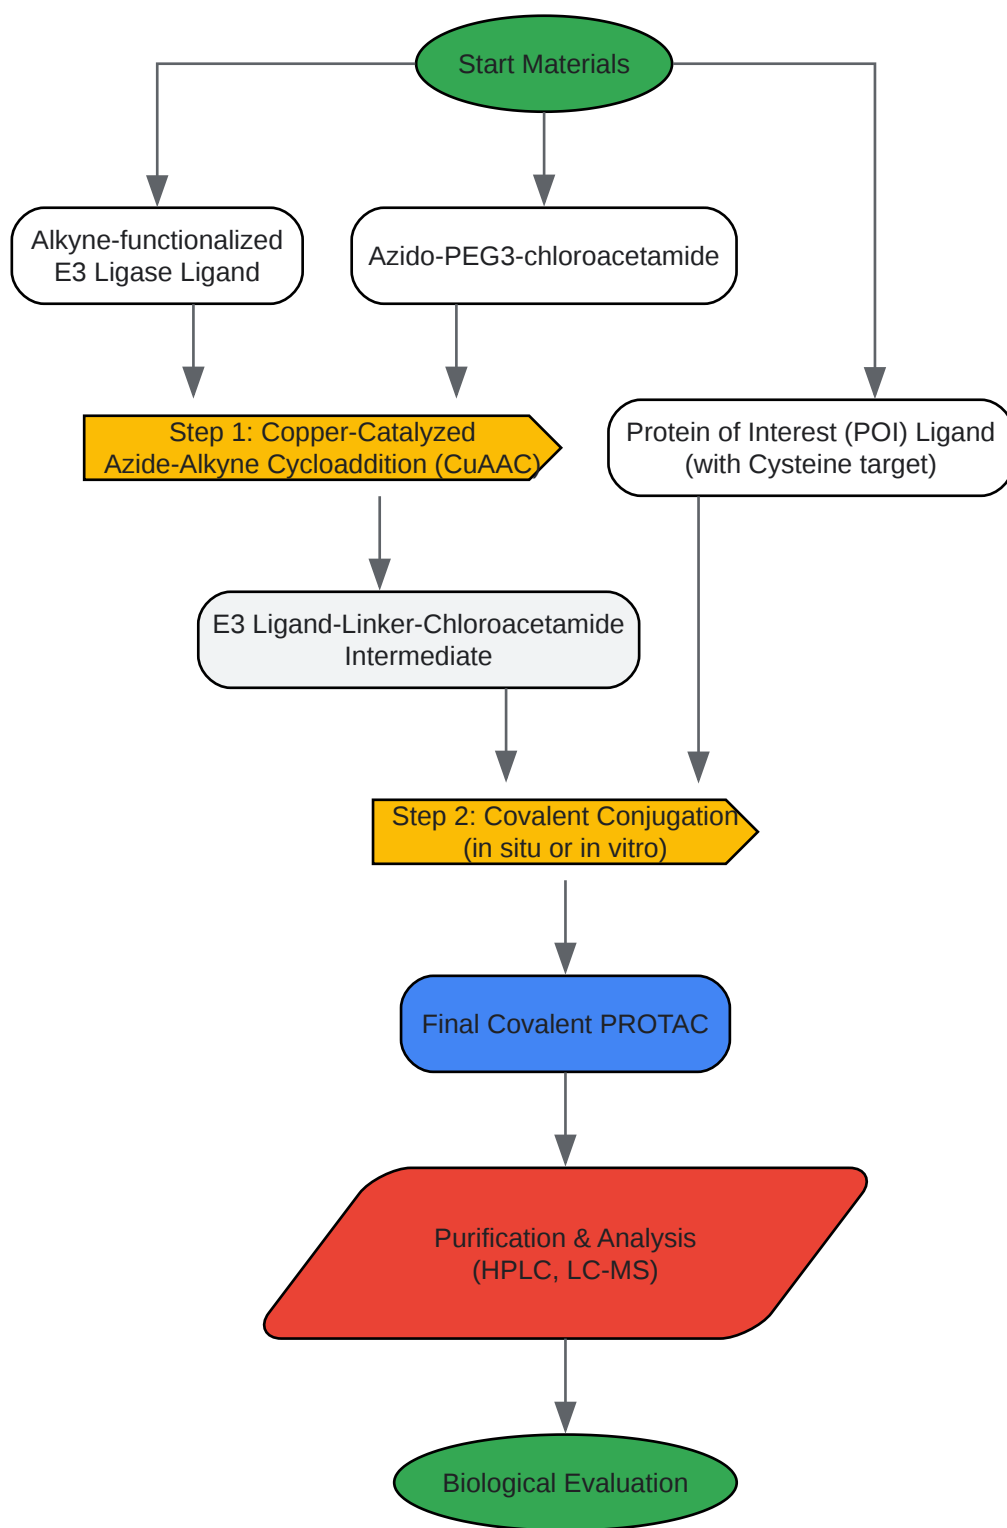 Start Materials
Alkyne-functionalized
E3 Ligase Ligand
Azido-PEG3-chloroacetamide
Step 1: Copper-Catalyzed
Azide-Alkyne Cycloaddition (CuAAC)
Protein of Interest (POI) Ligand
(with Cysteine target)
E3 Ligand-Linker-Chloroacetamide
Intermediate
Step 2: Covalent Conjugation
(in situ or in vitro)
Final Covalent PROTAC
Purification & Analysis
(HPLC, LC-MS)
Biological Evaluation